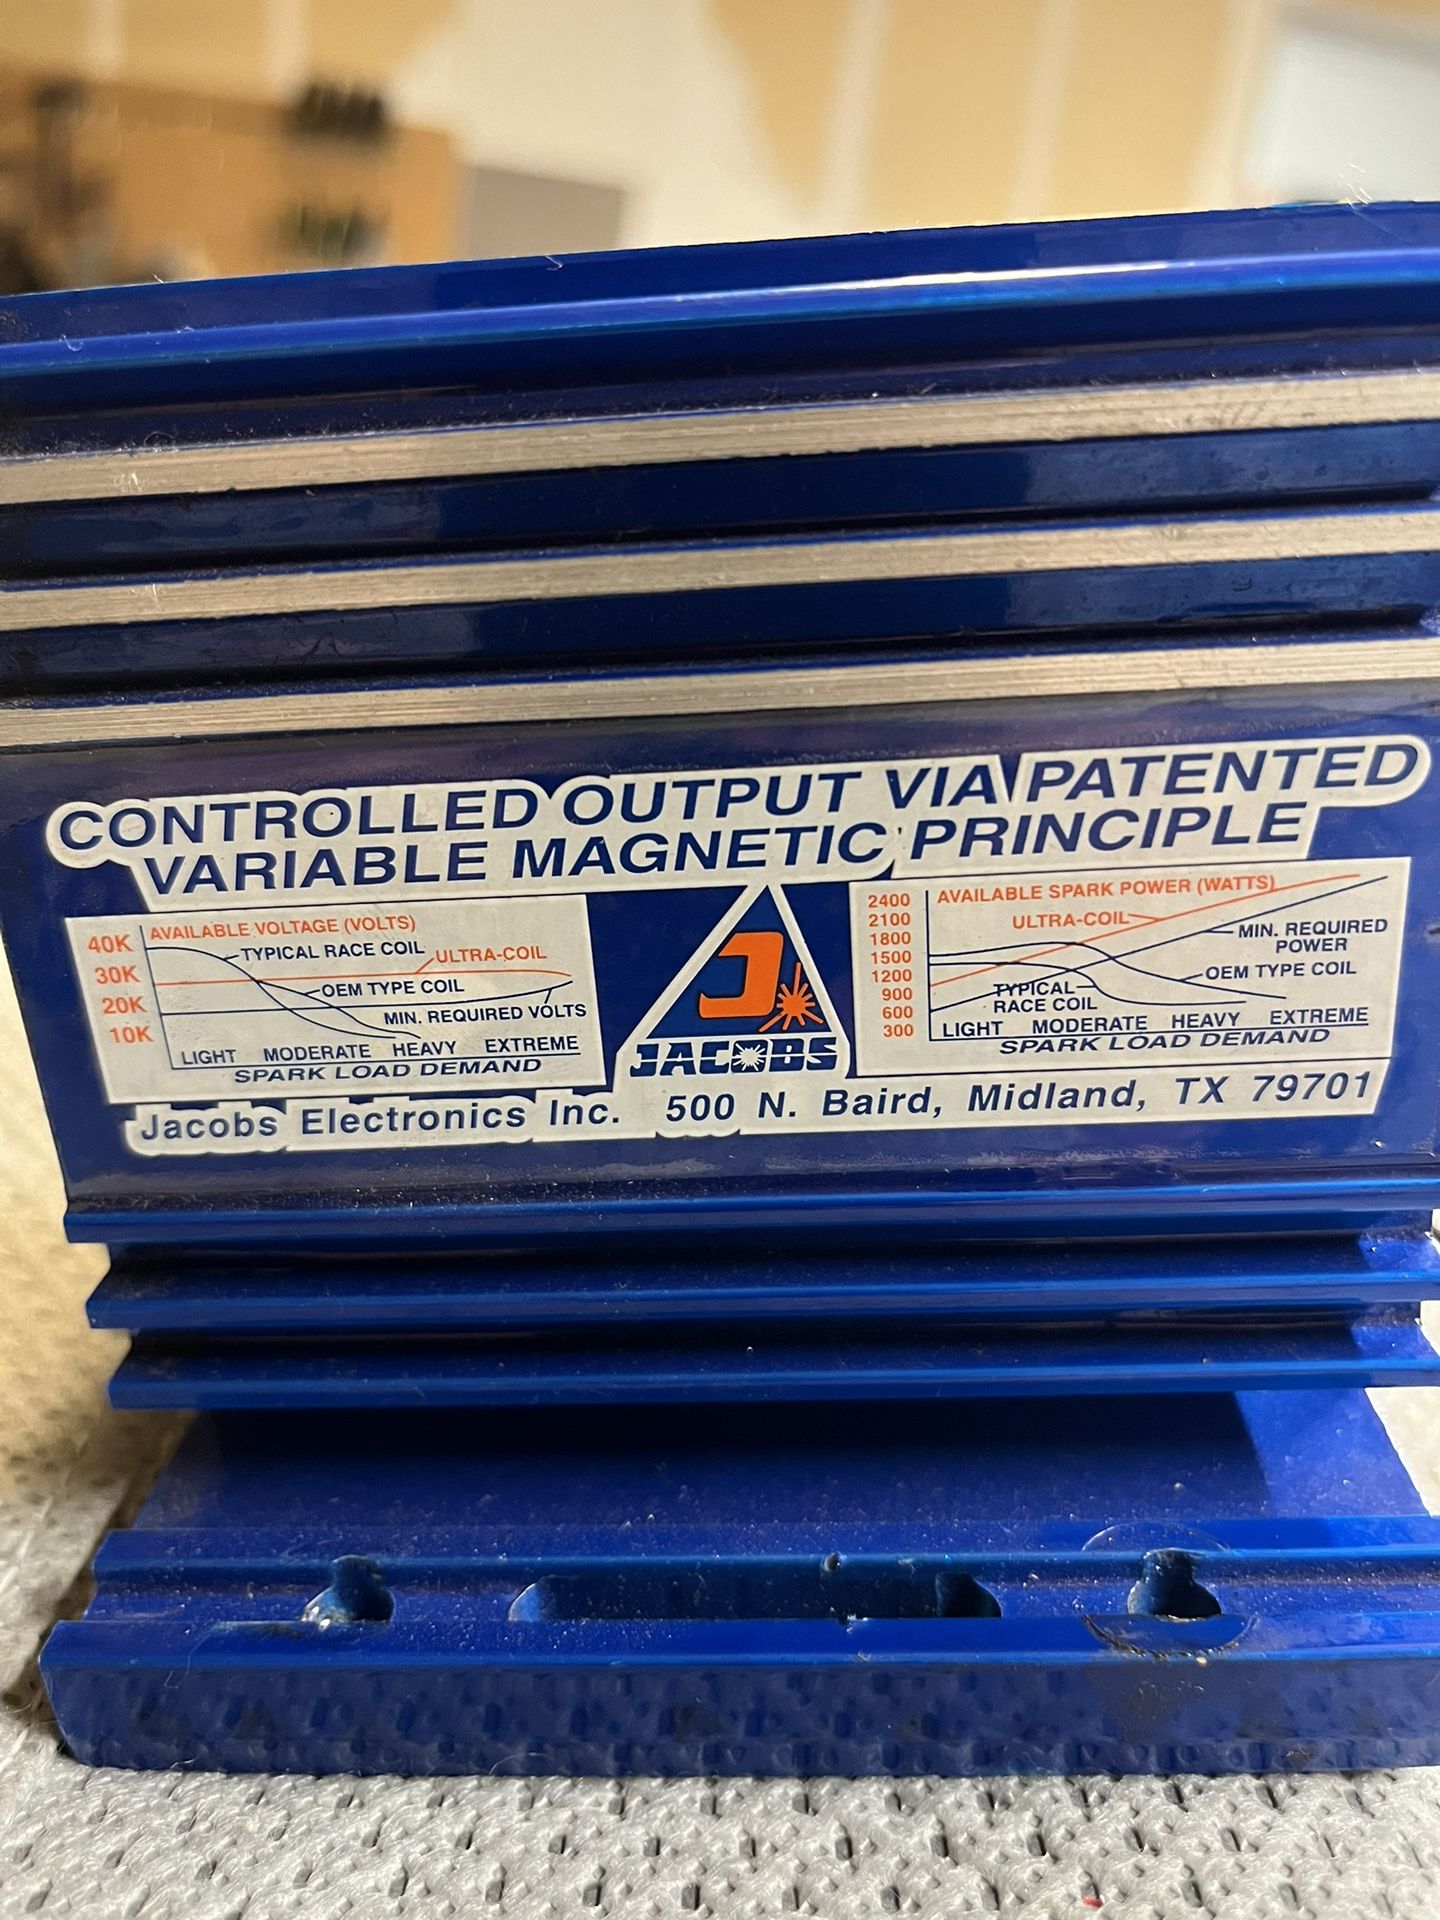 CONTROLLED OUTPUT VIA PATENTED
VARIABLE MAGNETIC PRINCIPLE
AVAILABLE VOLTAGE (VOLTS)
40K
30K
20K
10K
TYPICAL RACE COIL
ULTRA-COIL
OEM TYPE COIL
MIN. REQUIRED VOLTS
LIGHT MODERATE HEAVY EXTREME
SPARK LOAD DEMAND
J
JACOBS
AVAILABLE SPARK POWER (WATTS)
2400
2100
1800
1500
1200
900
600
300
ULTRA-COIL
MIN. REQUIRED
POWER
OEM TYPE COIL
TYPICAL
RACE COIL
LIGHT MODERATE HEAVY EXTREME
SPARK LOAD DEMAND
Jacobs Electronics Inc. 500 N. Baird, Midland, TX 79701